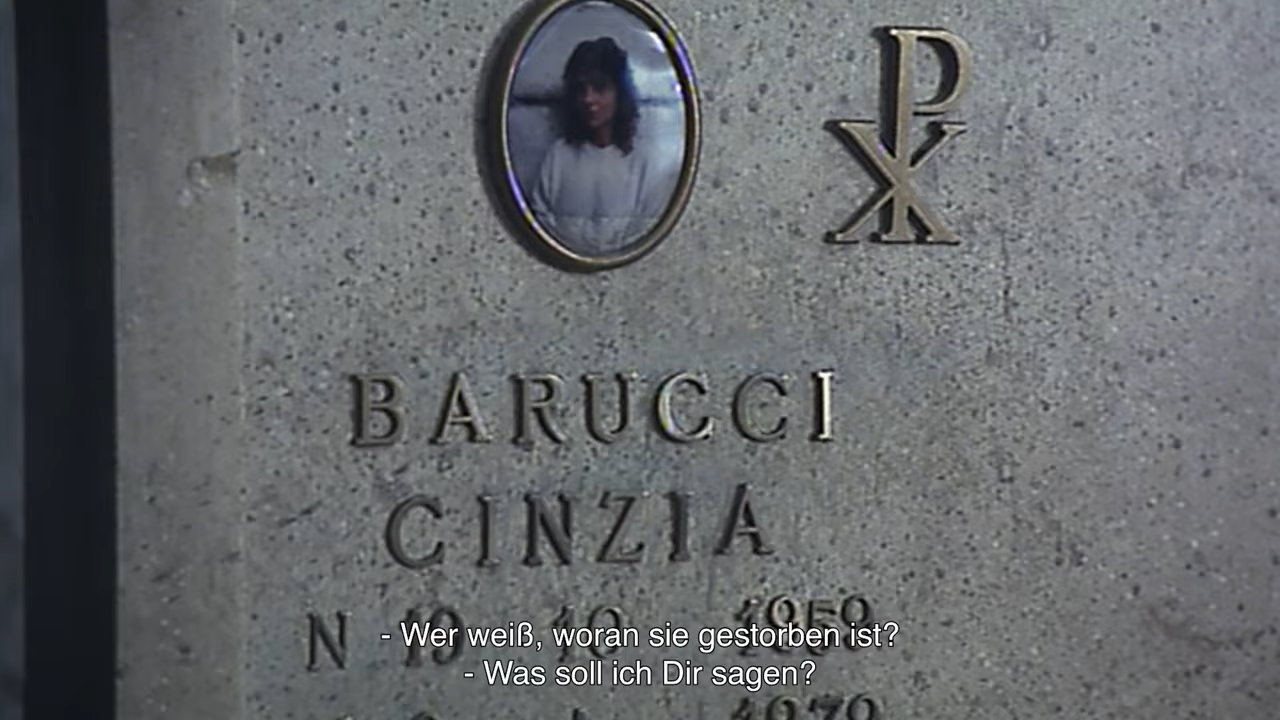 BARUCCI
CINZIA
N
- Wer weiß, woran sie gestorben ist?
- Was soll ich Dir sagen?